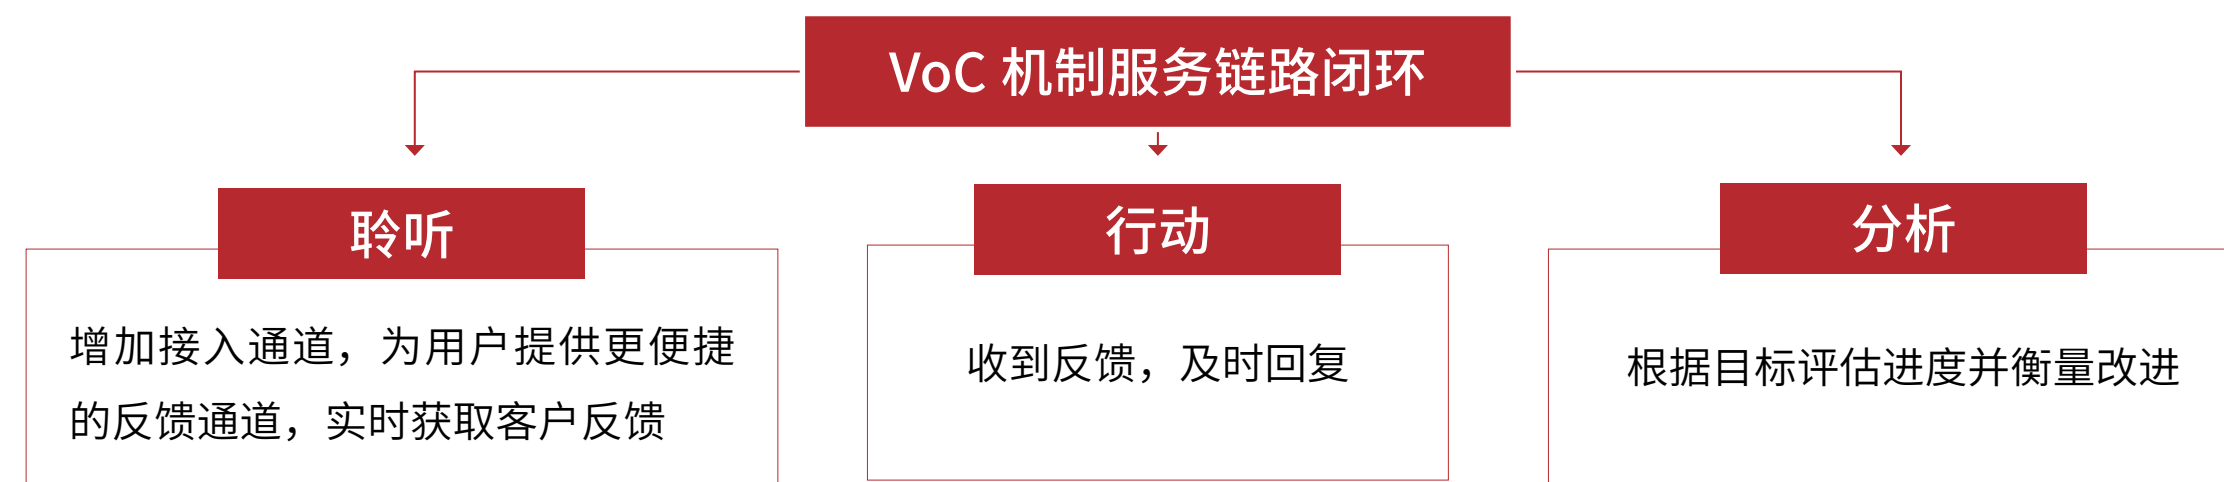 VoC 机制服务链路闭环
聆听
行动
分析
增加接入通道，为用户提供更便捷
的反馈通道，实时获取客户反馈
收到反馈，及时回复
根据目标评估进度并衡量改进